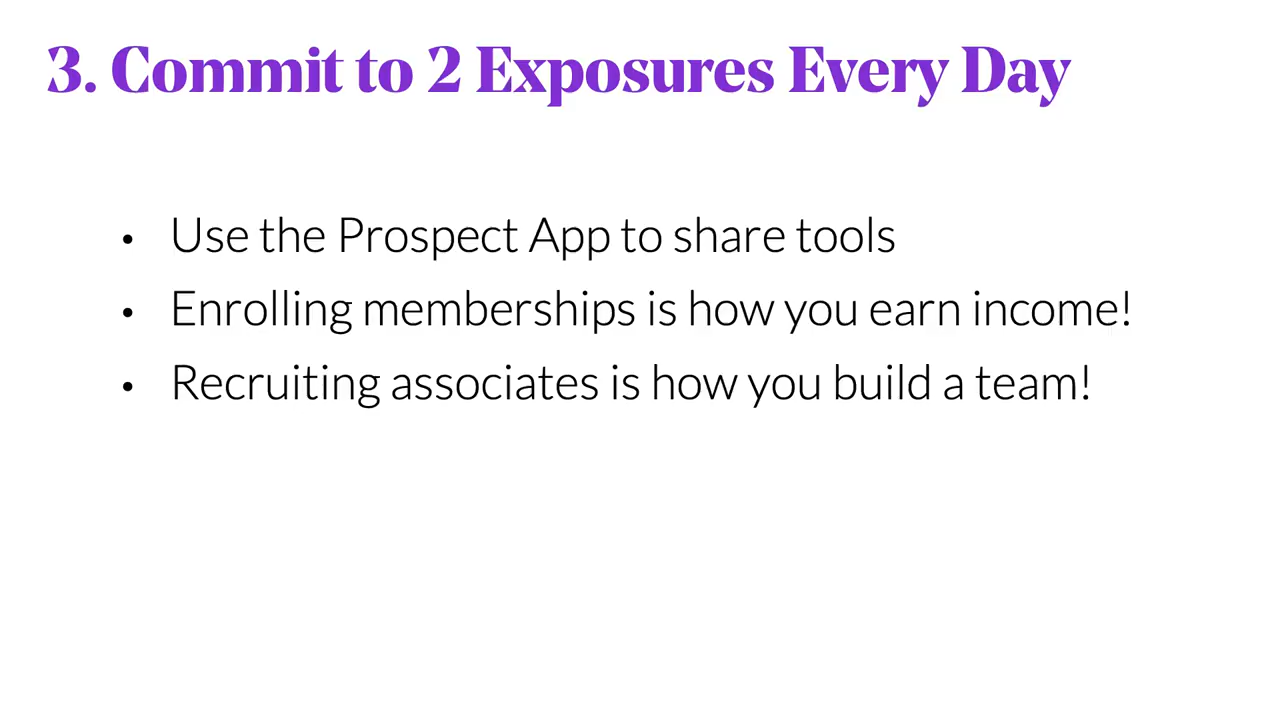 3. Commit to 2 Exposures Every Day
• Use the Prospect App to share tools
• Enrolling memberships is how you earn income!
• Recruiting associates is how you build a team!